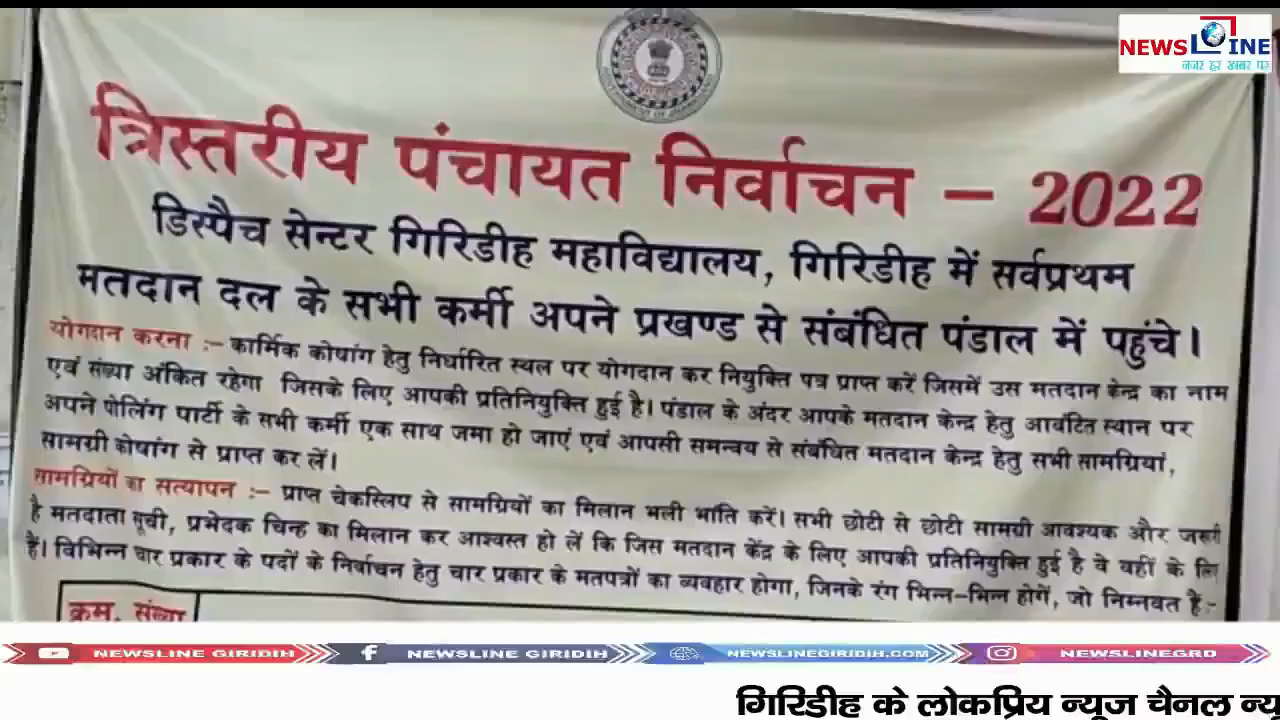 NEWSLINE
नजर हर खबर पर
त्रिस्तरीय पंचायत निर्वाचन – 2022
डिस्पैच सेन्टर गिरिडीह महाविद्यालय, गिरिडीह में सर्वप्रथम
मतदान दल के सभी कर्मी अपने प्रखण्ड से संबंधित पंडाल में पहुंचे।
योगदान करना :– कार्मिक कोषांग हेतु निर्धारित स्थल पर योगदान कर नियुक्ति पत्र प्राप्त करें जिसमें उस मतदान केन्द्र का नाम
एवं संख्या अंकित रहेगा जिसके लिए आपकी प्रतिनियुक्ति हुई है। पंडाल के अंदर आपके मतदान केन्द्र हेतु आवंटित स्थान पर
अपने पोलिंग पार्टी के सभी कर्मी एक साथ जमा हो जाएं एवं आपसी समन्वय से संबंधित मतदान केन्द्र हेतु सभी सामग्रियां,
सामग्री कोषांग से प्राप्त कर लें।
सामग्रियों का सत्यापन :– प्राप्त चेकस्लिप से सामग्रियों का मिलान भली भांति करें। सभी छोटी से छोटी सामग्री आवश्यक और जरूरी
है मतदाता सूची, प्रभेदक चिन्ह का मिलान कर आश्वस्त हो लें कि जिस मतदान केंद्र के लिए आपकी प्रतिनियुक्ति हुई है ये वहीं के लिए
हैं। विभिन्न चार प्रकार के पदों के निर्वाचन हेतु चार प्रकार के मतपत्रों का व्यवहार होगा, जिनके रंग भिन्न-भिन्न होगें, जो निम्नवत है:-
क्रम. संख्या
NEWSLINE GIRIDIH NEWSLINE GIRIDIH NEWSLINEGIRIDIH.COM NEWSLINEGRD
गिरिडीह के लोकप्रिय न्यूज चैनल न्यू